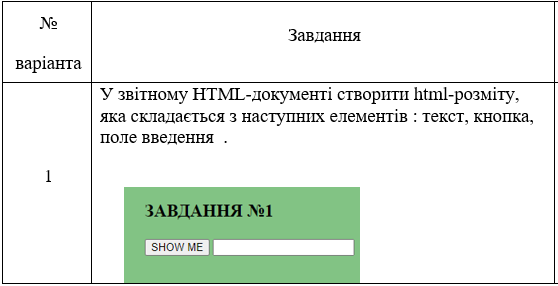 №
варіанта
Завдання
1
У звітному HTML-документі створити html-розміту,
яка складається з наступних елементів : текст, кнопка,
поле введення .
ЗАВДАННЯ №1
SHOW ME